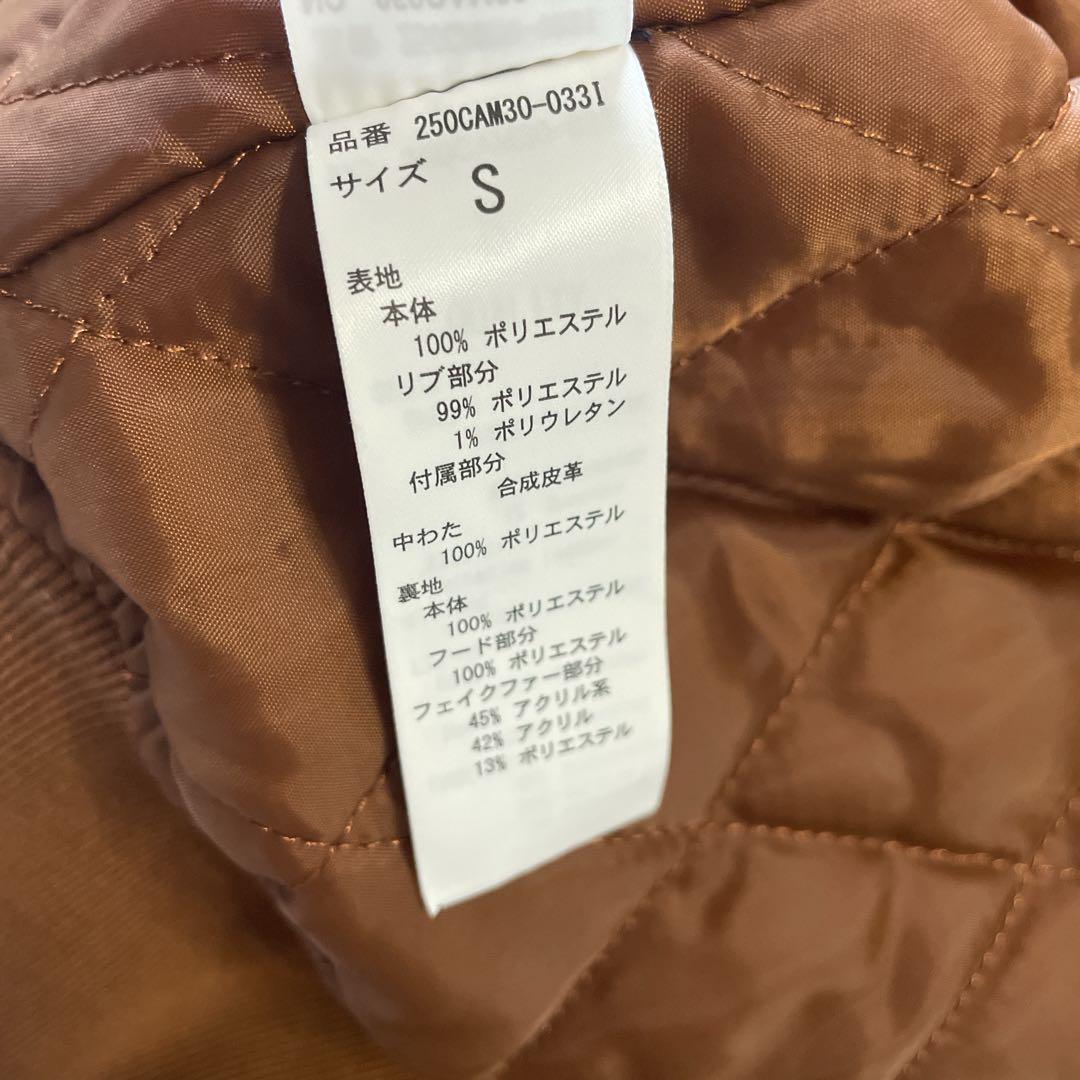 品番 250CAM30-033I
サイズ S
表地
本体
100% ポリエステル
リブ部分
99% ポリエステル
1% ポリウレタン
付属部分
合成皮革
中わた
100% ポリエステル
裏地
本体
100% ポリエステル
フード部分
100% ポリエステル
フェイクファー部分
45% アクリル系
42% アクリル
13% ポリエステル